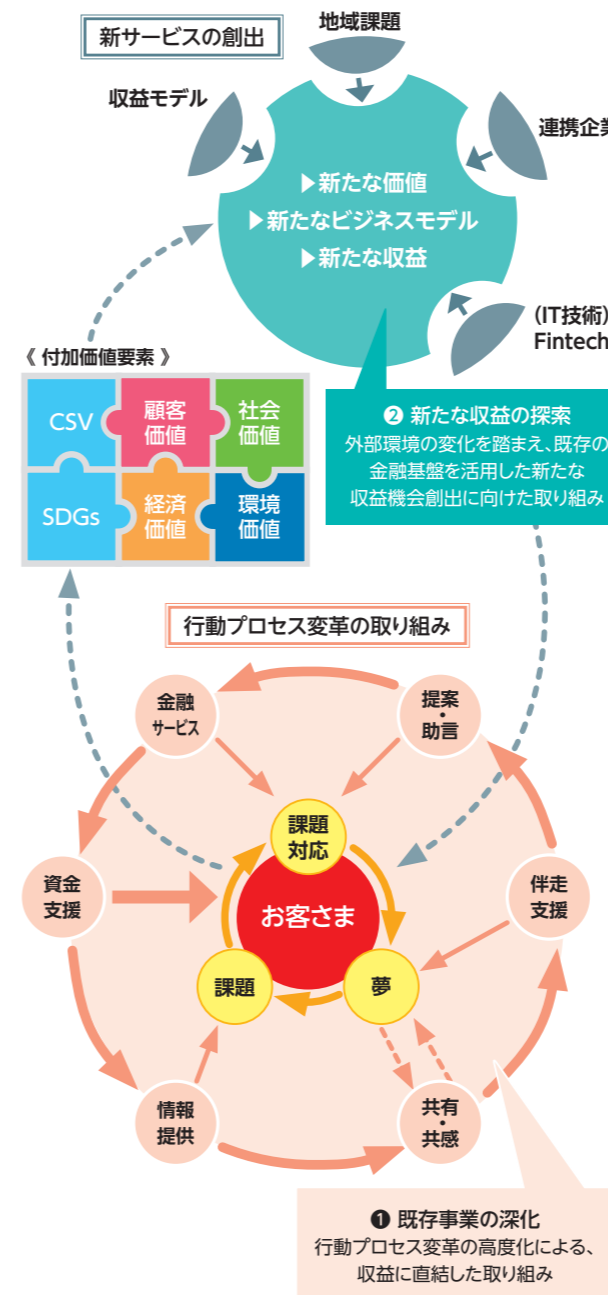 新サービスの創出
地域課題
収益モデル
連携企業
▶新たな価値
▶新たなビジネスモデル
▶新たな収益
(IT技術)
Fintech
《 付加価値要素 》
CSV
顧客
価値
社会
価値
SDGs
経済
価値
環境
価値
❷ 新たな収益の探索
外部環境の変化を踏まえ、既存の
金融基盤を活用した新たな
収益機会創出に向けた取り組み
行動プロセス変革の取り組み
金融
サービス
提案
・
助言
課題
対応
資金
支援
お客さま
伴走
支援
課題
夢
情報
提供
共有
・
共感
❶ 既存事業の深化
行動プロセス変革の高度化による、
収益に直結した取り組み